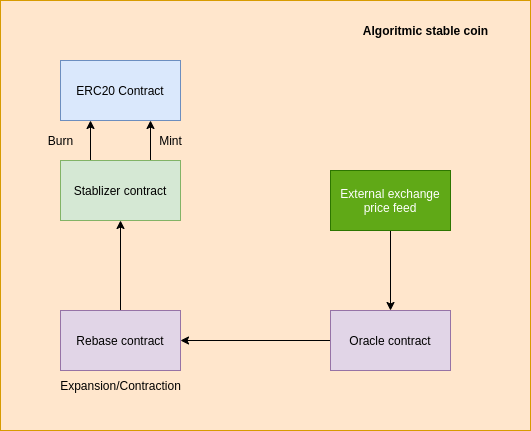 Algoritmic stable coin
ERC20 Contract
Burn
Mint
Stablizer contract
External exchange
price feed
Rebase contract
Oracle contract
Expansion/Contraction